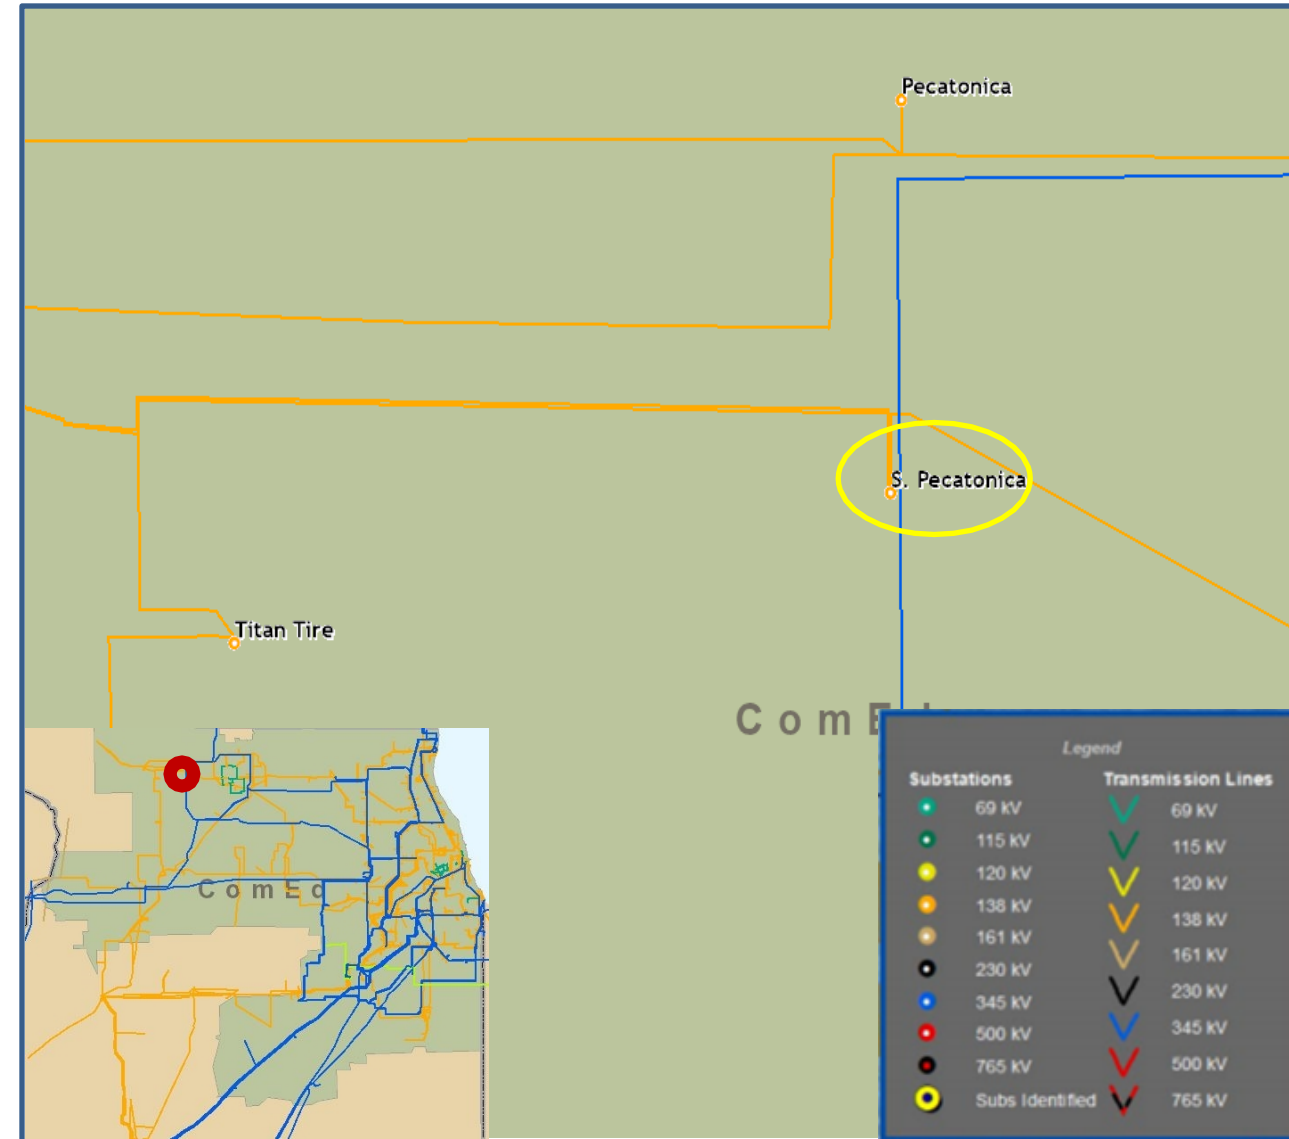 Pecatonica
S. Pecatonica
Titan Tire
ComEd
ComEd
Legend
Substations Transmission Lines
69 kV 69 kV
115 kV 115 kV
120 kV 120 kV
138 kV 138 kV
161 kV 161 kV
230 kV 230 kV
345 kV 345 kV
500 kV 500 kV
765 kV 765 kV
Subs Identified